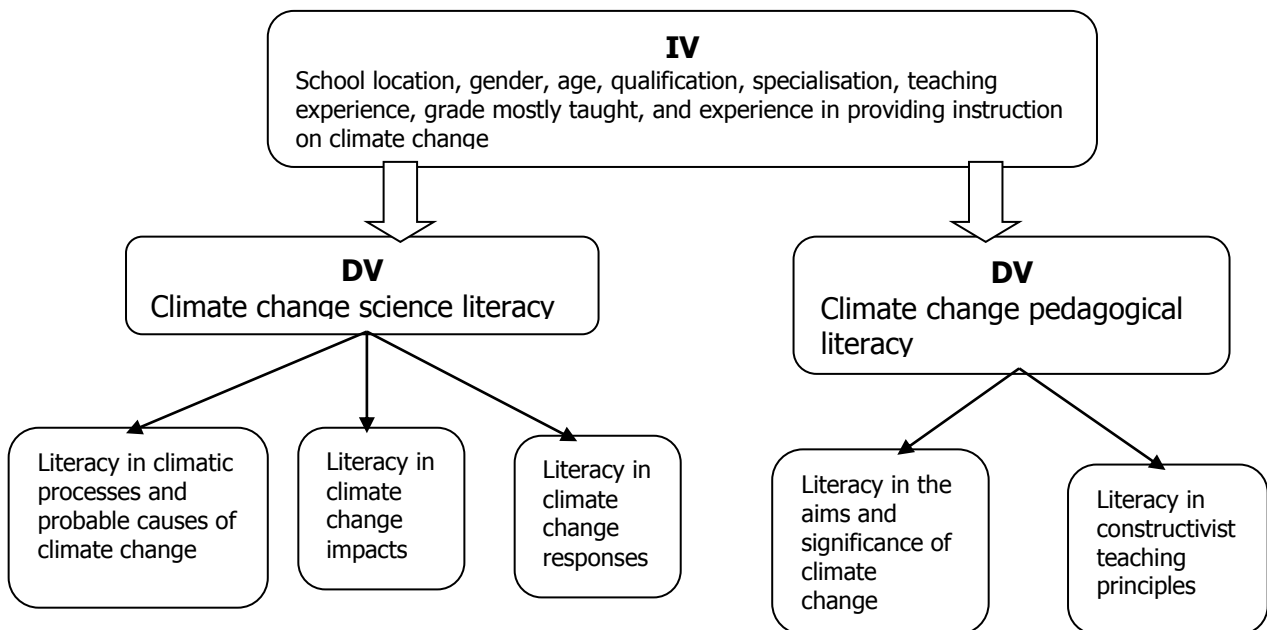 IV
School location, gender, age, qualification, specialisation, teaching
experience, grade mostly taught, and experience in providing instruction
on climate change
DV
Climate change science literacy
DV
Climate change pedagogical
literacy
Literacy in climatic
processes and
probable causes of
climate change
Literacy in
climate
change
impacts
Literacy in
climate
change
responses
Literacy in the
aims and
significance of
climate
change
Literacy in
constructivist
teaching
principles